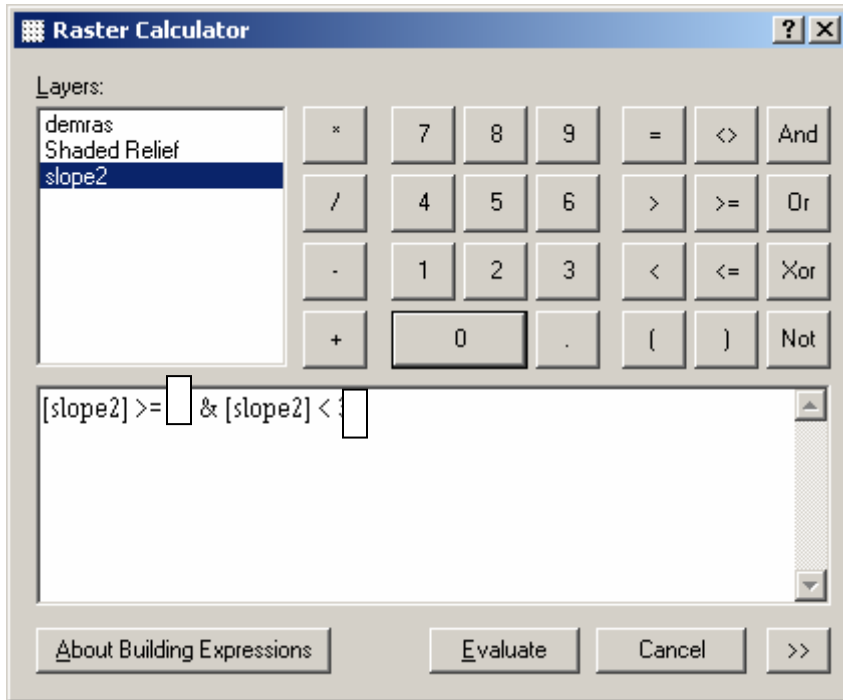 Raster Calculator
Layers:
demras
Shaded Relief
slope2
* 7 8 9 = <> And
/ 4 5 6 > >= Or
- 1 2 3 < <= Xor
+ 0 . ( ) Not
[slope2] >= & [slope2] <
About Building Expressions Evaluate Cancel >>